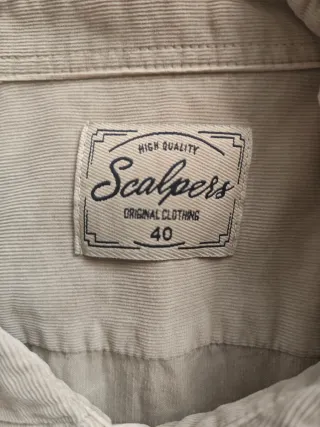 HIGH QUALITY
Scalpers
ORIGINAL CLOTHING
40